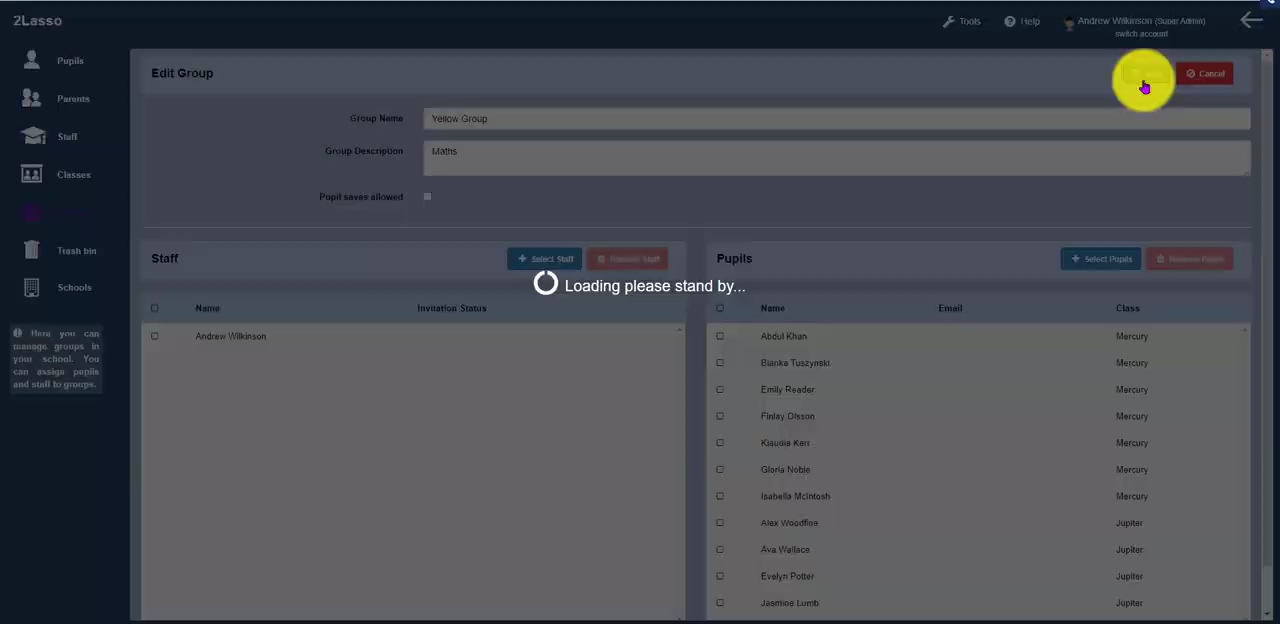 2Lasso
Tools
Help
Andrew Wilkinson (Super Admin)
switch account
Pupils
Parents
Staff
Classes
Trash bin
Schools
Here you can
manage groups in
your school. You
can assign pupils
and staff to groups.
Edit Group
Cancel
Group Name
Yellow Group
Group Description
Maths
Pupil saves allowed
Staff
Select Staff
Remove Staff
Pupils
Select Pupils
Remove Pupils
Loading please stand by...
Name Invitation Status
Andrew Wilkinson
Name Email Class
Abdul Khan Mercury
Bianka Tuszynski Mercury
Emily Reader Mercury
Finlay Olsson Mercury
Klaudia Kerr Mercury
Gloria Noble Mercury
Isabella McIntosh Mercury
Alex Woodfine Jupiter
Ava Wallace Jupiter
Evelyn Potter Jupiter
Jasmine Lumb Jupiter